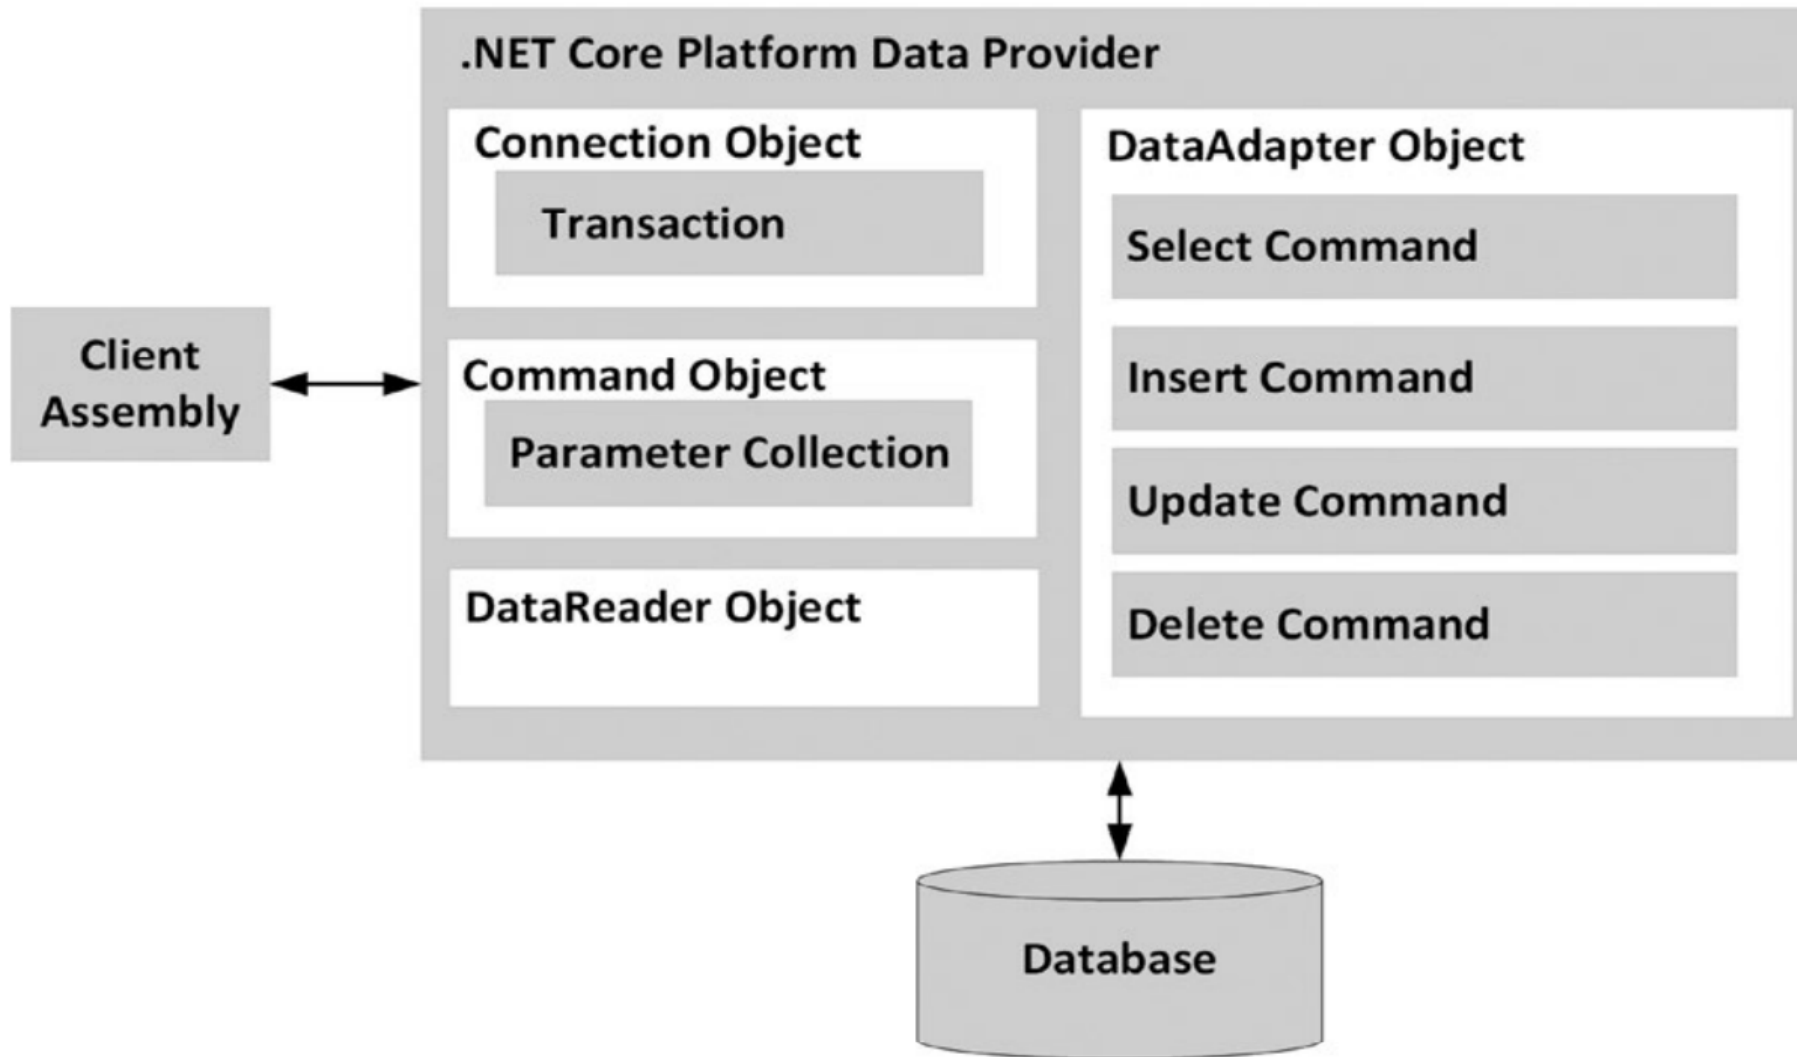 .NET Core Platform Data Provider
Connection Object
Transaction
Command Object
Parameter Collection
DataReader Object
DataAdapter Object
Select Command
Insert Command
Update Command
Delete Command
Client
Assembly
Database